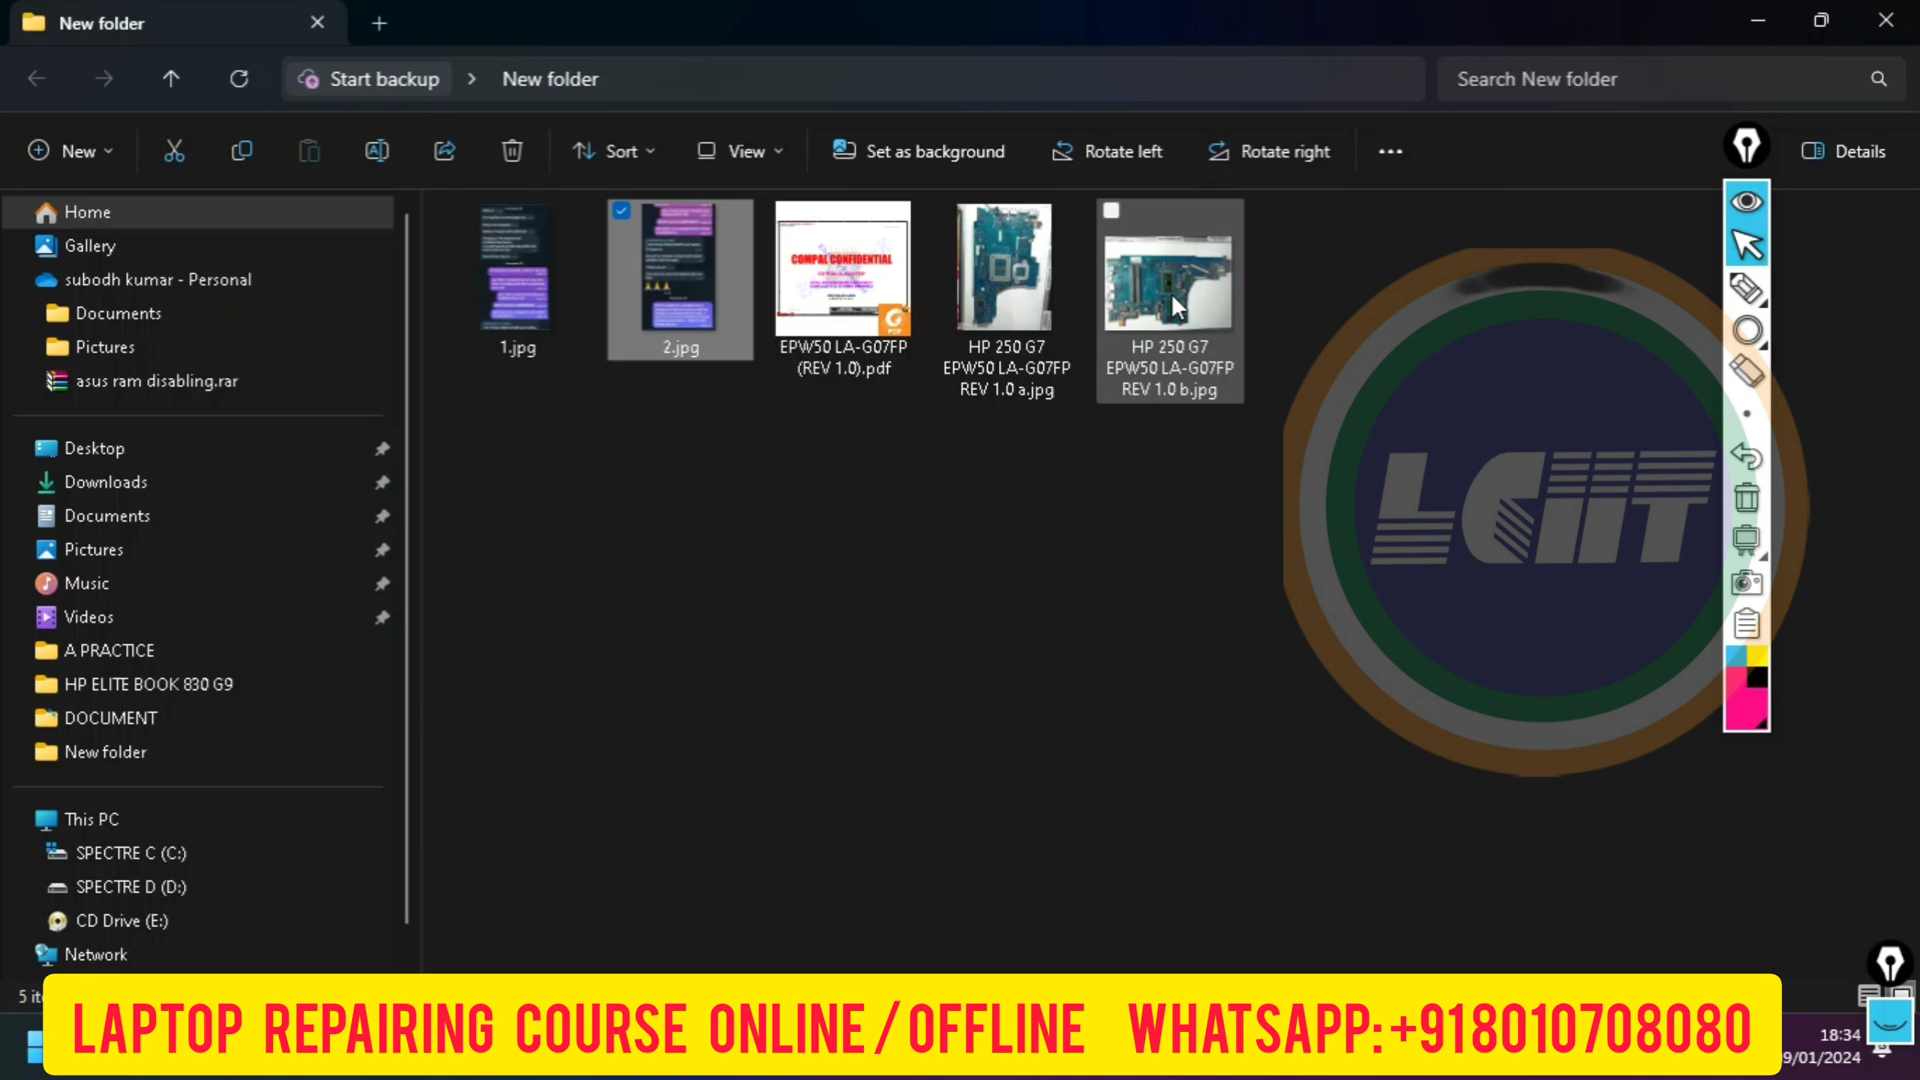 New folder
Start backup > New folder
Search New folder
New
Sort
View
Set as background
Rotate left
Rotate right
Details
Home
Gallery
subodh kumar - Personal
Documents
Pictures
asus ram disabling.rar
Desktop
Downloads
Documents
Pictures
Music
Videos
A PRACTICE
HP ELITE BOOK 830 G9
DOCUMENT
New folder
This PC
SPECTRE C (C:)
SPECTRE D (D:)
CD Drive (E:)
Network
COMPAL CONFIDENTIAL
PTP
1.jpg
2.jpg
EPW50 LA-G07FP
(REV 1.0).pdf
HP 250 G7
EPW50 LA-G07FP
REV 1.0 a.jpg
HP 250 G7
EPW50 LA-G07FP
REV 1.0 b.jpg
LCIIT
LAPTOP REPAIRING COURSE ONLINE/OFFLINE WHATSAPP:+918010708080
18:34
9/01/2024